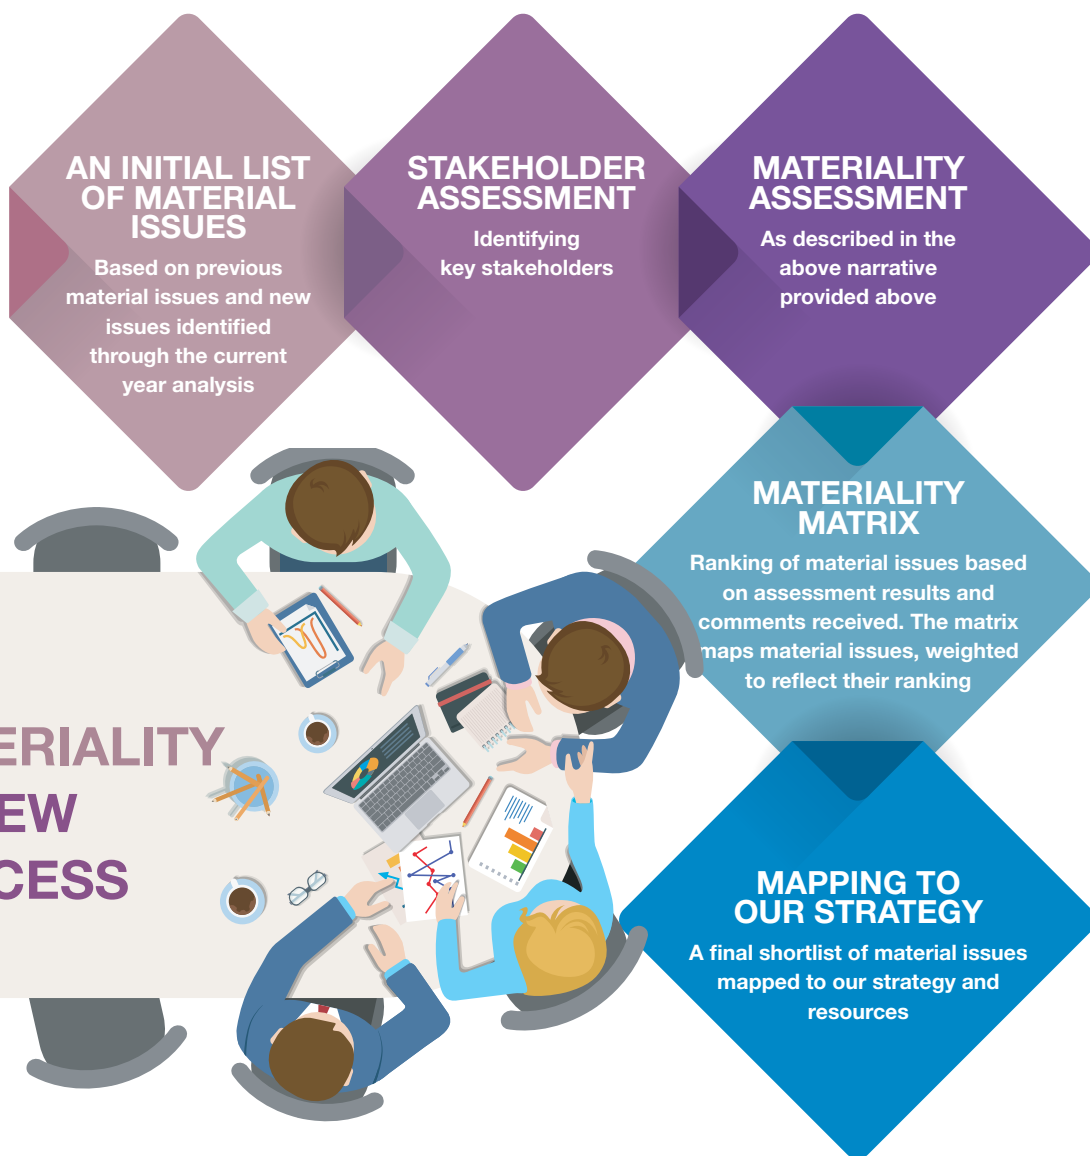 AN INITIAL LIST
OF MATERIAL
ISSUES
Based on previous
material issues and new
issues identified
through the current
year analysis
STAKEHOLDER
ASSESSMENT
Identifying
key stakeholders
MATERIALITY
ASSESSMENT
As described in the
above narrative
provided above
MATERIALITY
MATRIX
Ranking of material issues based
on assessment results and
comments received. The matrix
maps material issues, weighted
to reflect their ranking
ERIALITY
EW
CESS
MAPPING TO
OUR STRATEGY
A final shortlist of material issues
mapped to our strategy and
resources